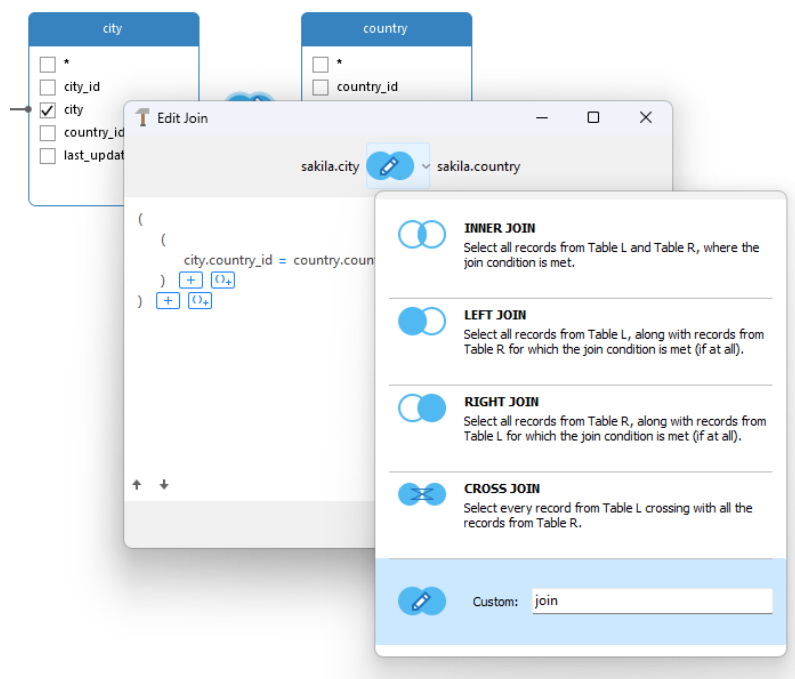 city
country
*
city_id
city
country_id
last_updat
*
country_id
Edit Join
sakila.city
sakila.country
(
(
city.country_id = country.coun
) + ()+
) + ()+
INNER JOIN
Select all records from Table L and Table R, where the
join condition is met.
LEFT JOIN
Select all records from Table L, along with records from
Table R for which the join condition is met (if at all).
RIGHT JOIN
Select all records from Table R, along with records from
Table L for which the join condition is met (if at all).
CROSS JOIN
Select every record from Table L crossing with all the
records from Table R.
Custom: join